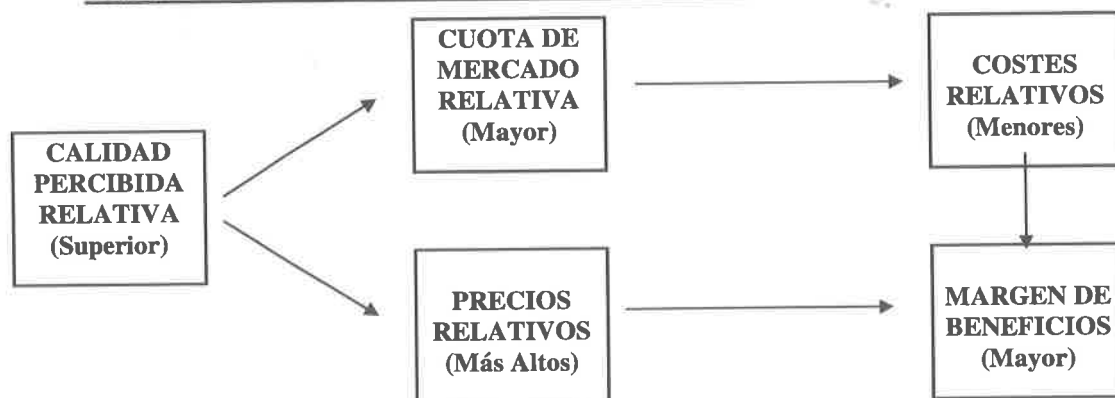 CALIDAD
PERCIBIDA
RELATIVA
(Superior)
CUOTA DE
MERCADO
RELATIVA
(Mayor)
COSTES
RELATIVOS
(Menores)
PRECIOS
RELATIVOS
(Más Altos)
MARGEN DE
BENEFICIOS
(Mayor)